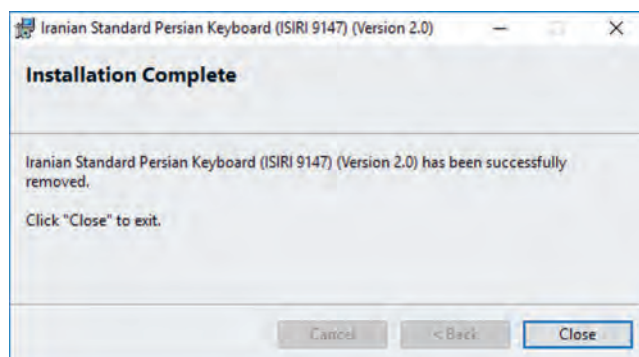 Iranian Standard Persian Keyboard (ISIRI 9147) (Version 2.0)
Installation Complete
Iranian Standard Persian Keyboard (ISIRI 9147) (Version 2.0) has been successfully
removed.
Click "Close" to exit.
Cancel < Back Close